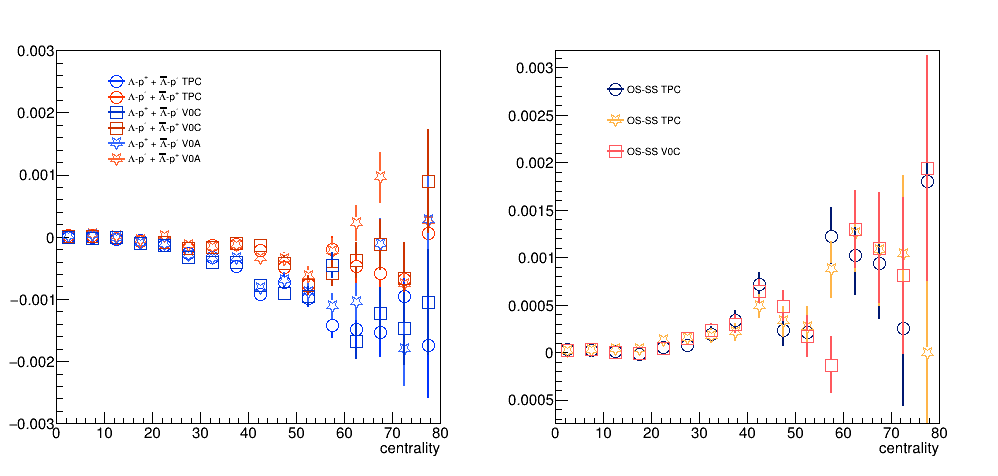 0.003
0.002
0.001
0
−0.001
−0.002
−0.003
0 10 20 30 40 50 60 70 80
centrality
Λ-p⁺ + Λ̅-p⁻ TPC
Λ-p⁻ + Λ̅-p⁺ TPC
Λ-p⁺ + Λ̅-p⁻ V0C
Λ-p⁻ + Λ̅-p⁺ V0C
Λ-p⁺ + Λ̅-p⁻ V0A
Λ-p⁻ + Λ̅-p⁺ V0A
0.003
0.0025
0.002
0.0015
0.001
0.0005
0
0.0005
0 10 20 30 40 50 60 70 80
centrality
OS-SS TPC
OS-SS TPC
OS-SS V0C